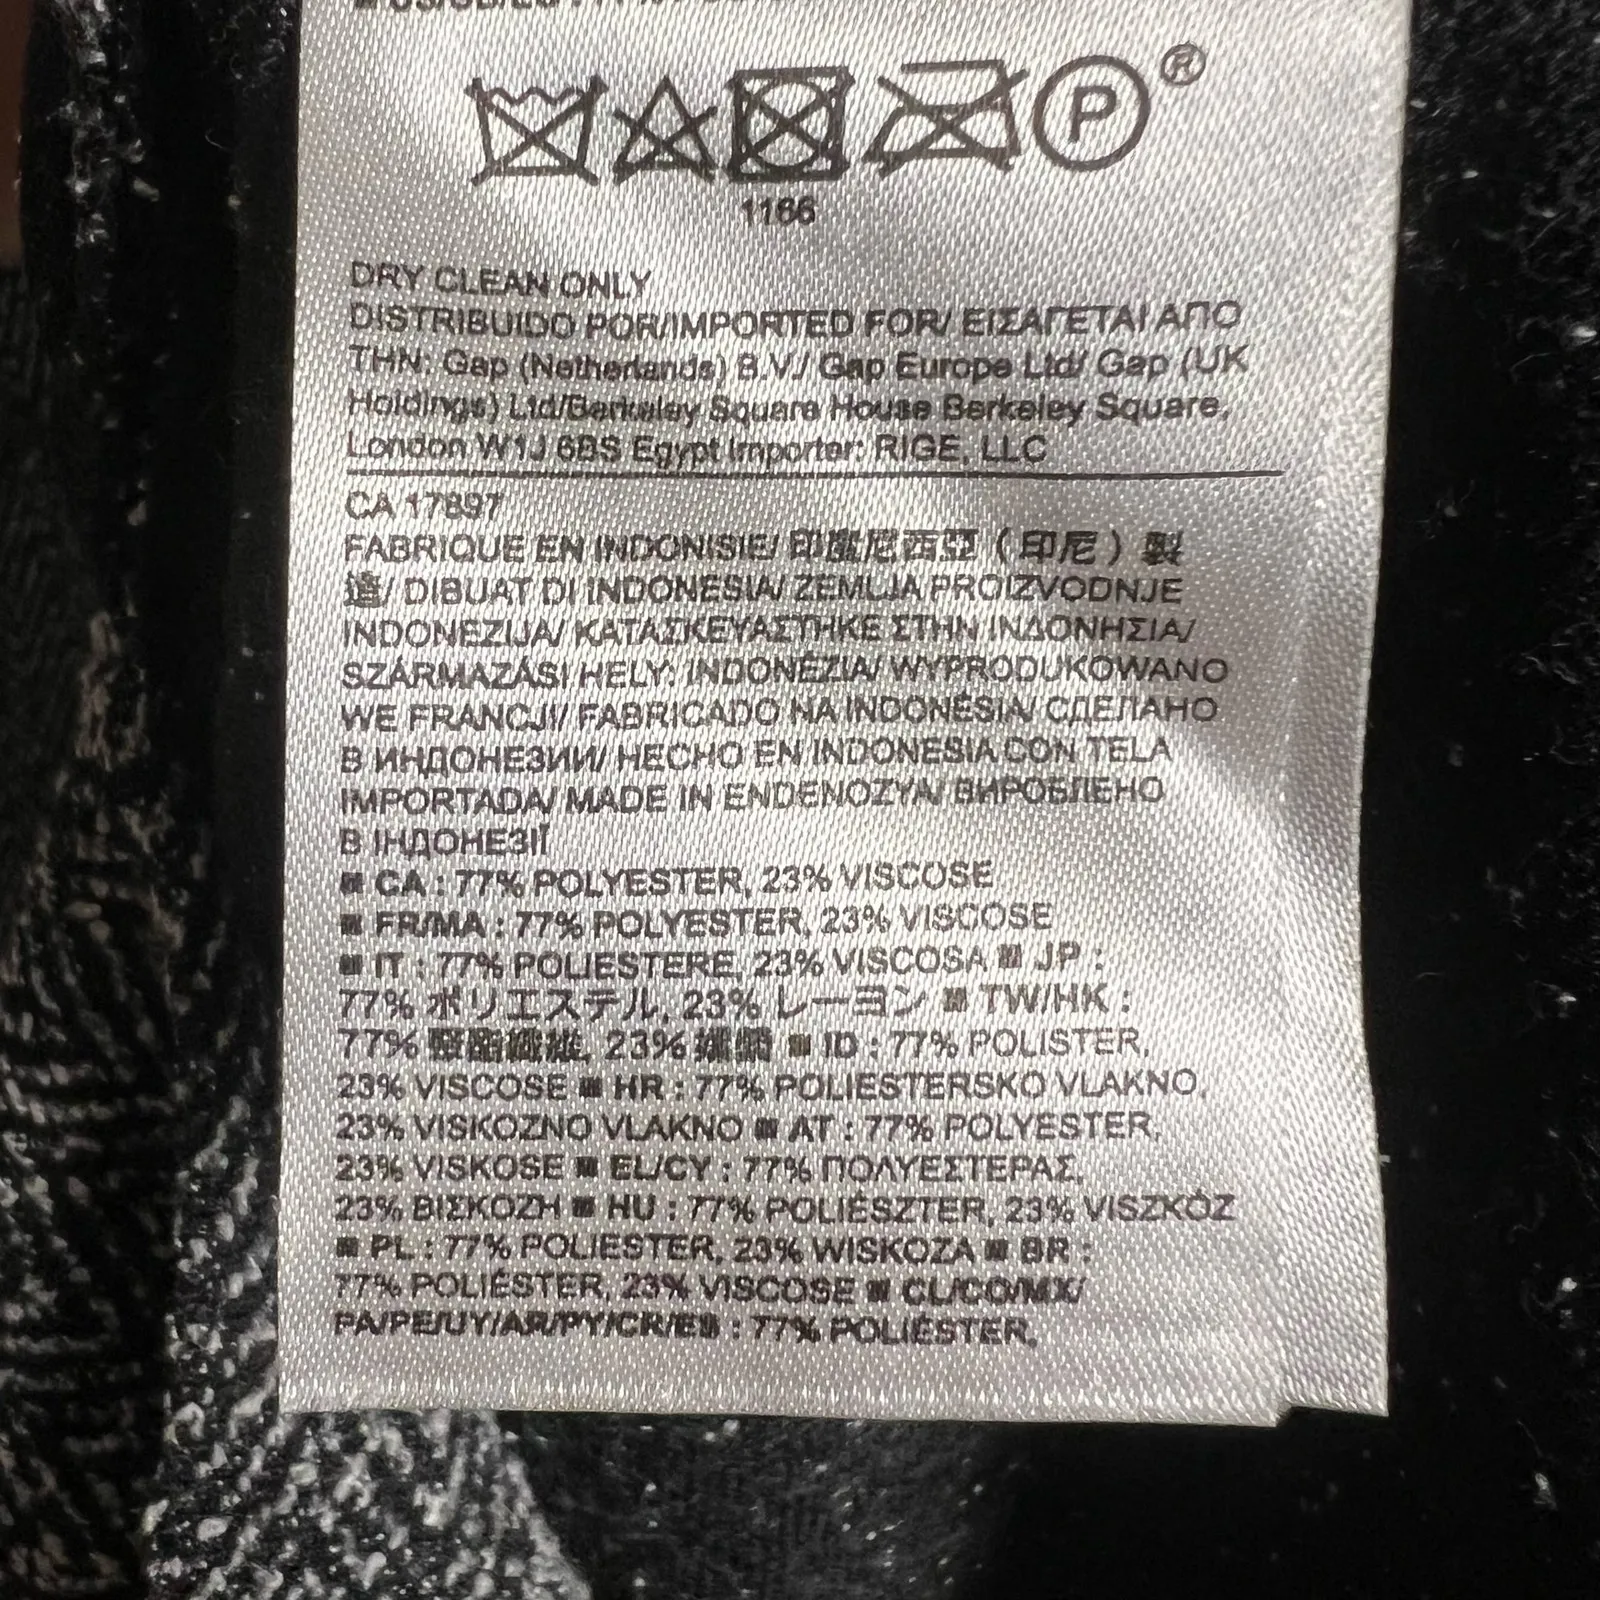 P ®
1166
DRY CLEAN ONLY
DISTRIBUIDO POR/IMPORTED FOR/ ΕΙΣΑΓΕΤΑΙ ΑΠΟ
THN: Gap (Netherlands) B.V./ Gap Europe Ltd/ Gap (UK
Holdings) Ltd/Berkeley Square House Berkeley Square,
London W1J 6BS Egypt Importer: RIGE, LLC
CA 17897
FABRIQUE EN INDONISIE/ 印度尼西亞（印尼）製
造/ DIBUAT DI INDONESIA/ ZEMLJA PROIZVODNJE
INDONEZIJA/ ΚΑΤΑΣΚΕΥΑΣΤΗΚΕ ΣΤΗΝ ΙΝΔΟΝΗΣΙΑ/
SZÁRMAZÁSI HELY: INDONÉZIA/ WYPRODUKOWANO
WE FRANCJI/ FABRICADO NA INDONÉSIA/ СДЕЛАНО
В ИНДОНЕЗИИ/ HECHO EN INDONESIA CON TELA
IMPORTADA/ MADE IN ENDENOZYA/ ВИРОБЛЕНО
В ІНДОНЕЗІЇ
■ CA : 77% POLYESTER, 23% VISCOSE
■ FR/MA : 77% POLYESTER, 23% VISCOSE
■ IT : 77% POLIESTERE, 23% VISCOSA ■ JP :
77% ポリエステル, 23% レーヨン ■ TW/HK :
77% 聚酯纖維, 23% ■ ID : 77% POLISTER,
23% VISCOSE ■ HR : 77% POLIESTERSKO VLAKNO,
23% VISKOZNO VLAKNO ■ AT : 77% POLYESTER,
23% VISKOSE ■ EL/CY : 77% ΠΟΛΥΕΣΤΕΡΑΣ,
23% ΒΙΣΚΟΖΗ ■ HU : 77% POLIÉSZTER, 23% VISZKÓZ
■ PL : 77% POLIESTER, 23% WISKOZA ■ BR :
77% POLIÉSTER, 23% VISCOSE ■ CL/CO/MX/
PA/PE/UY/AR/PY/CR/ES : 77% POLIÉSTER,